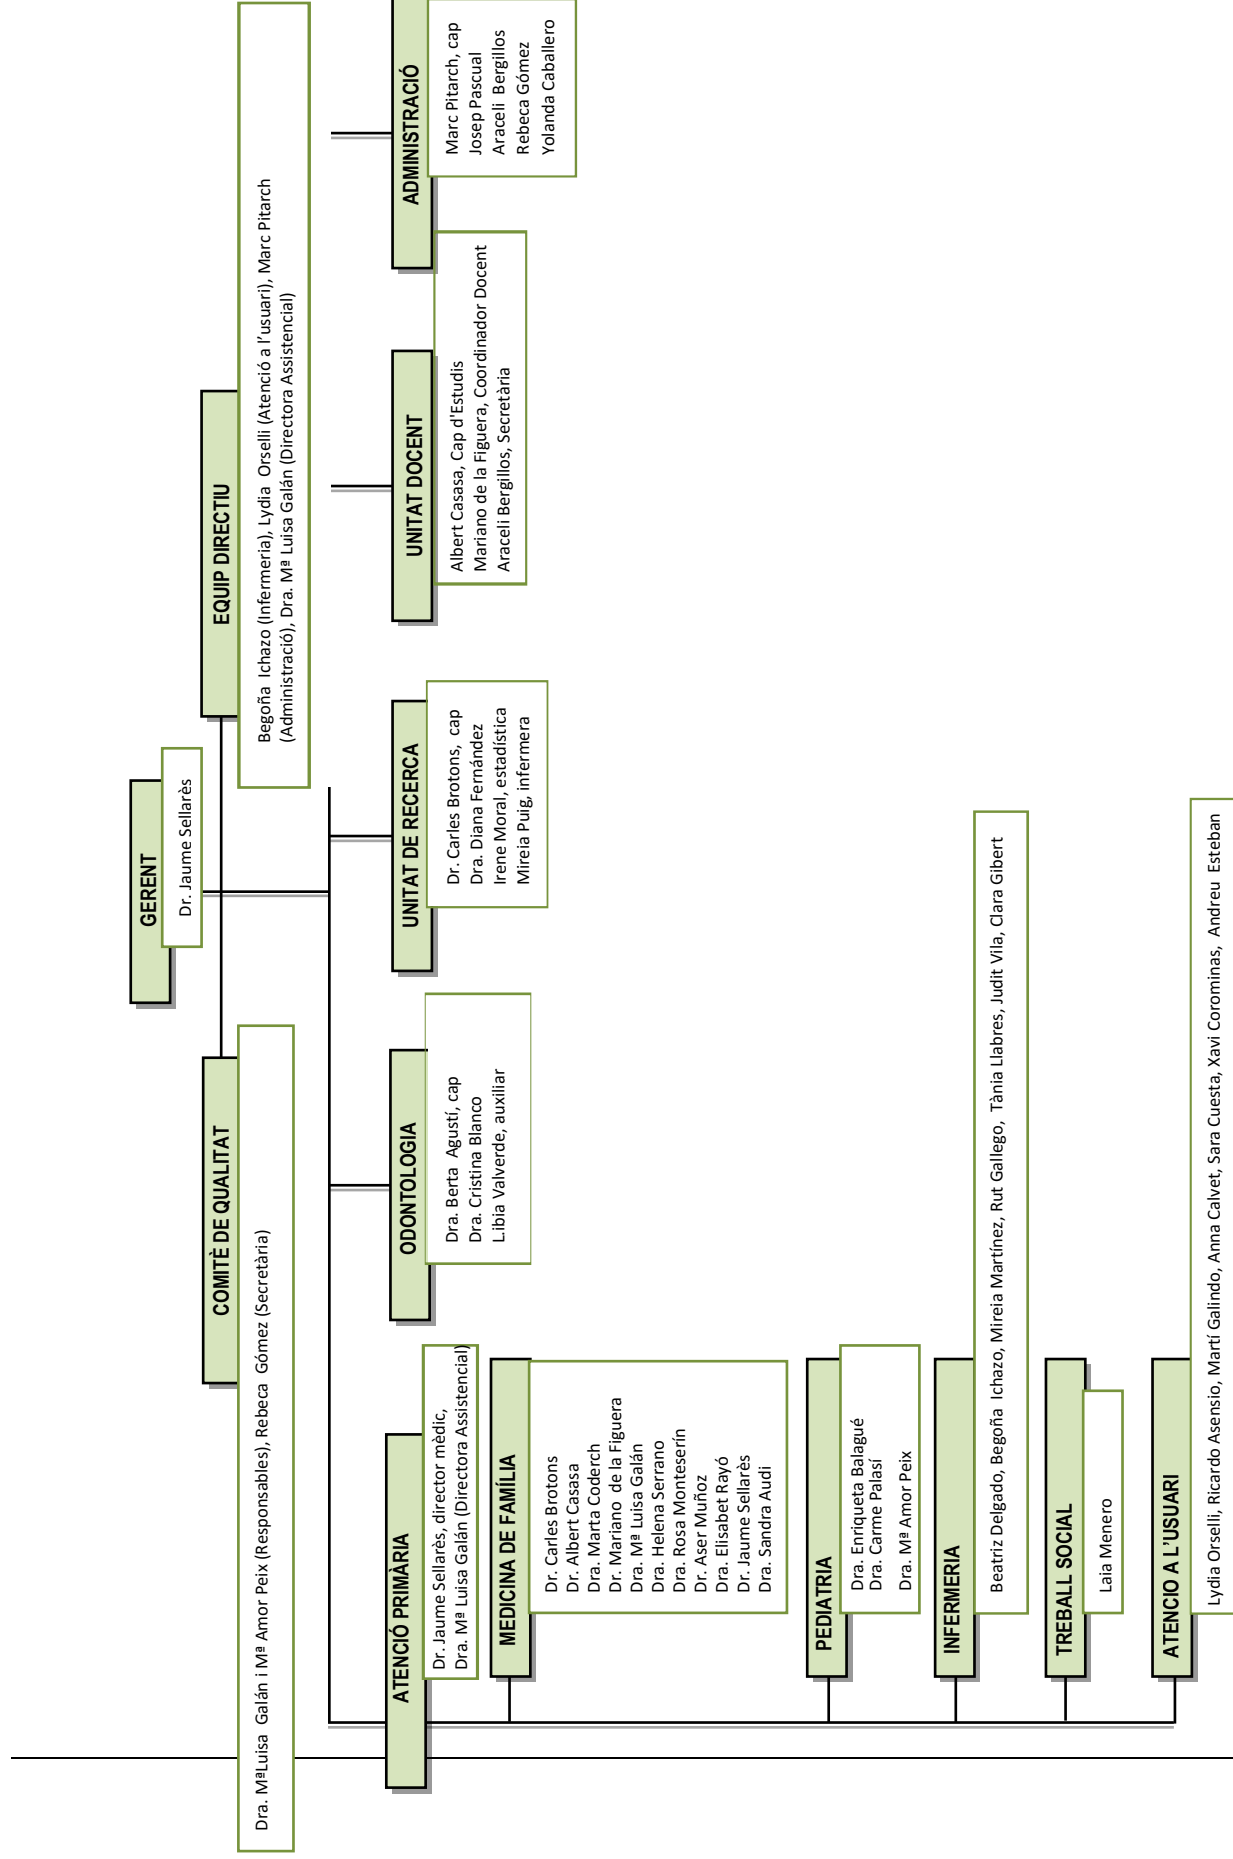 GERENT
Dr. Jaume Sellarès
COMITÈ DE QUALITAT
Dra. MªLuisa Galán i Mª Amor Peix (Responsables), Rebeca Gómez (Secretària)
EQUIP DIRECTIU
Begoña Ichazo (Infermeria), Lydia Orselli (Atenció a l'usuari), Marc Pitarch
(Administració), Dra. Mª Luisa Galán (Directora Assistencial)
ATENCIÓ PRIMÀRIA
Dr. Jaume Sellarès, director mèdic,
Dra. Mª Luisa Galán (Directora Assistencial)
MEDICINA DE FAMÍLIA
Dr. Carles Brotons
Dr. Albert Casasa
Dra. Marta Coderch
Dr. Mariano de la Figuera
Dra. Mª Luisa Galán
Dra. Helena Serrano
Dra. Rosa Monteserín
Dr. Aser Muñoz
Dra. Elisabet Rayó
Dr. Jaume Sellarès
Dra. Sandra Audi
PEDIATRIA
Dra. Enriqueta Balagué
Dra. Carme Palasí
Dra. Mª Amor Peix
INFERMERIA
Beatriz Delgado, Begoña Ichazo, Mireia Martínez, Rut Gallego, Tània Llabres, Judit Vila, Clara Gibert
TREBALL SOCIAL
Laia Menero
ATENCIO A L'USUARI
Lydia Orselli, Ricardo Asensio, Martí Galindo, Anna Calvet, Sara Cuesta, Xavi Corominas, Andreu Esteban
ODONTOLOGIA
Dra. Berta Agustí, cap
Dra. Cristina Blanco
Libia Valverde, auxiliar
UNITAT DE RECERCA
Dr. Carles Brotons, cap
Dra. Diana Fernández
Irene Moral, estadística
Mireia Puig, infermera
UNITAT DOCENT
Albert Casasa, Cap d'Estudis
Mariano de la Figuera, Coordinador Docent
Araceli Bergillos, Secretària
ADMINISTRACIÓ
Marc Pitarch, cap
Josep Pascual
Araceli Bergillos
Rebeca Gómez
Yolanda Caballero